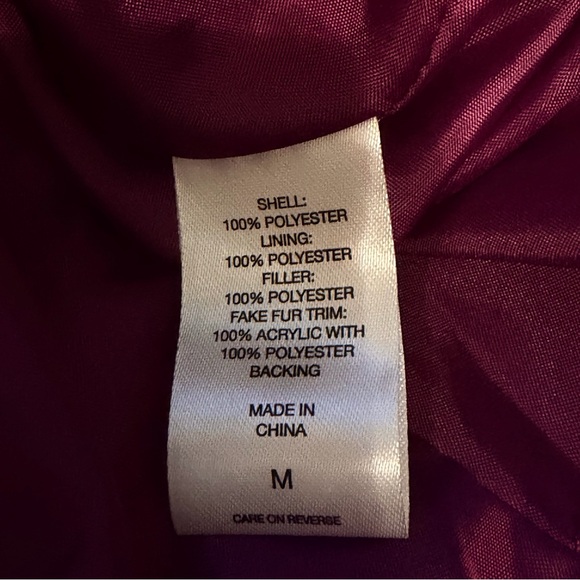 SHELL:
100% POLYESTER
LINING:
100% POLYESTER
FILLER:
100% POLYESTER
FAKE FUR TRIM:
100% ACRYLIC WITH
100% POLYESTER
BACKING
MADE IN
CHINA
M
CARE ON REVERSE